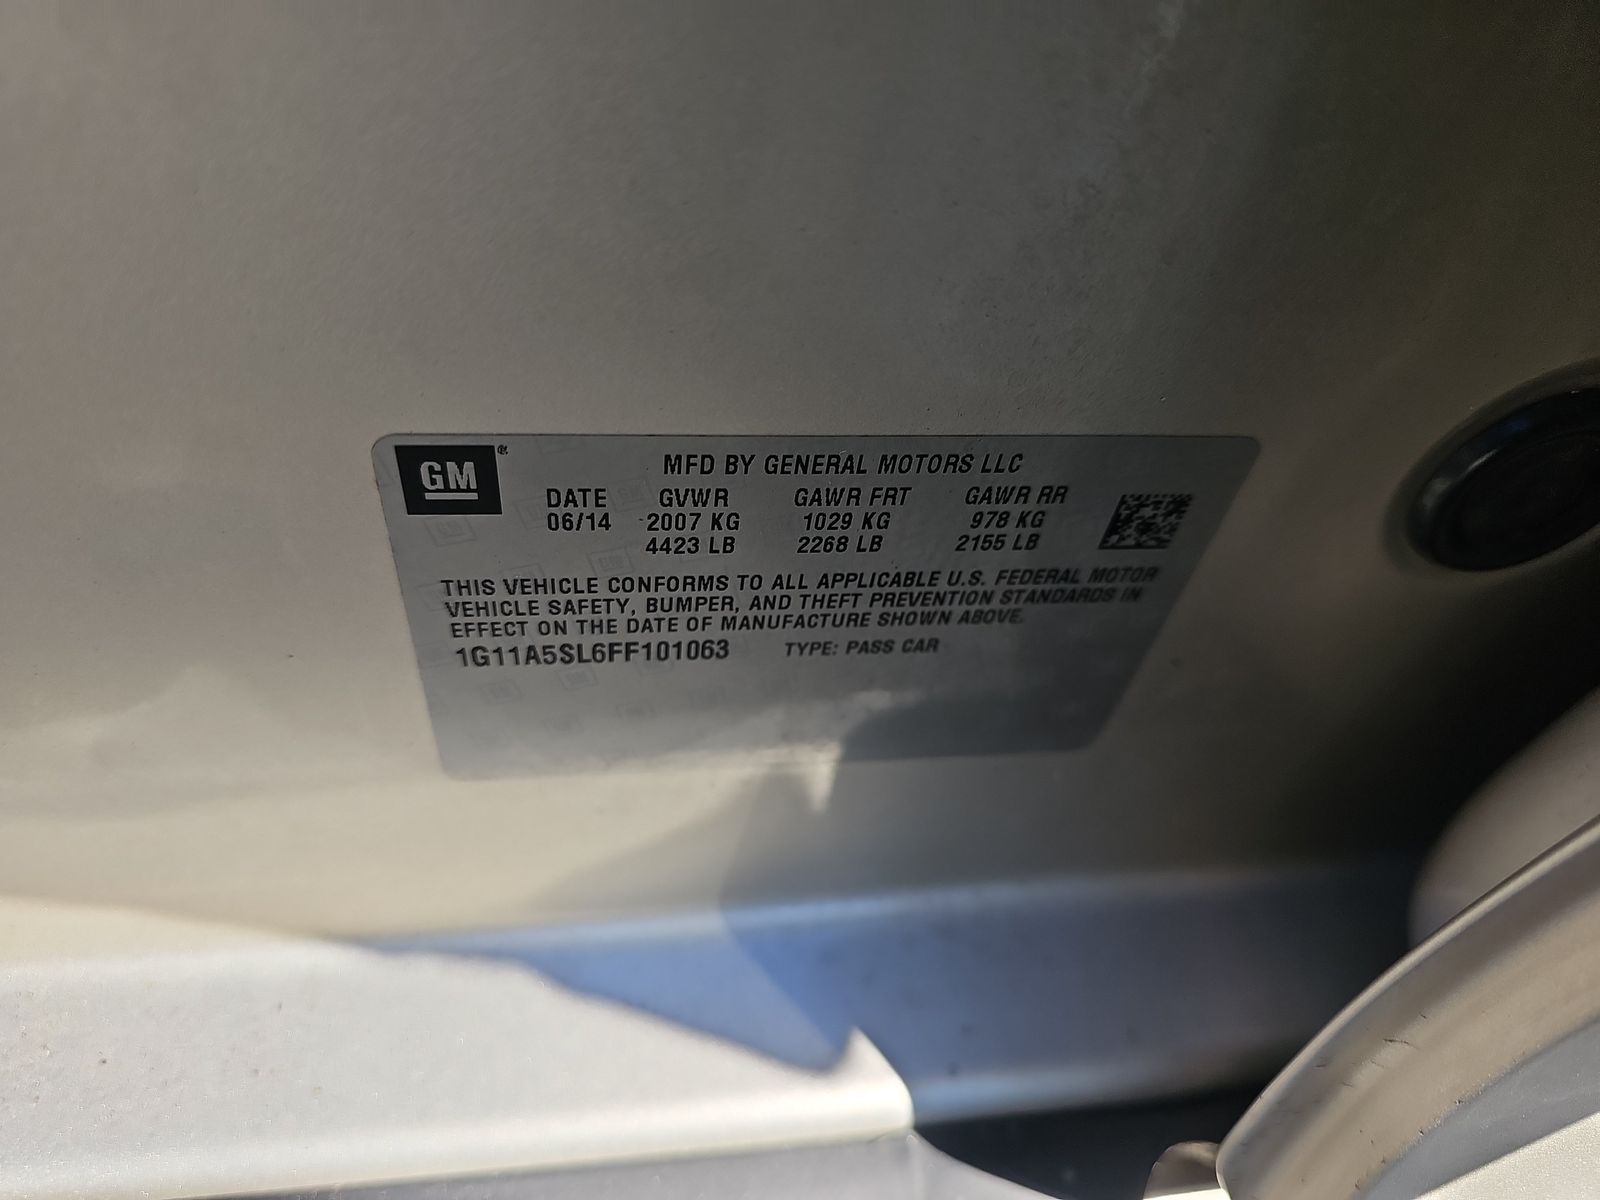 GM
MFD BY GENERAL MOTORS LLC
DATE GVWR GAWR FRT GAWR RR
06/14 2007 KG 1029 KG 978 KG
4423 LB 2268 LB 2155 LB
THIS VEHICLE CONFORMS TO ALL APPLICABLE U.S. FEDERAL MOTOR
VEHICLE SAFETY, BUMPER, AND THEFT PREVENTION STANDARDS IN
EFFECT ON THE DATE OF MANUFACTURE SHOWN ABOVE.
1G11A5SL6FF101063 TYPE: PASS CAR